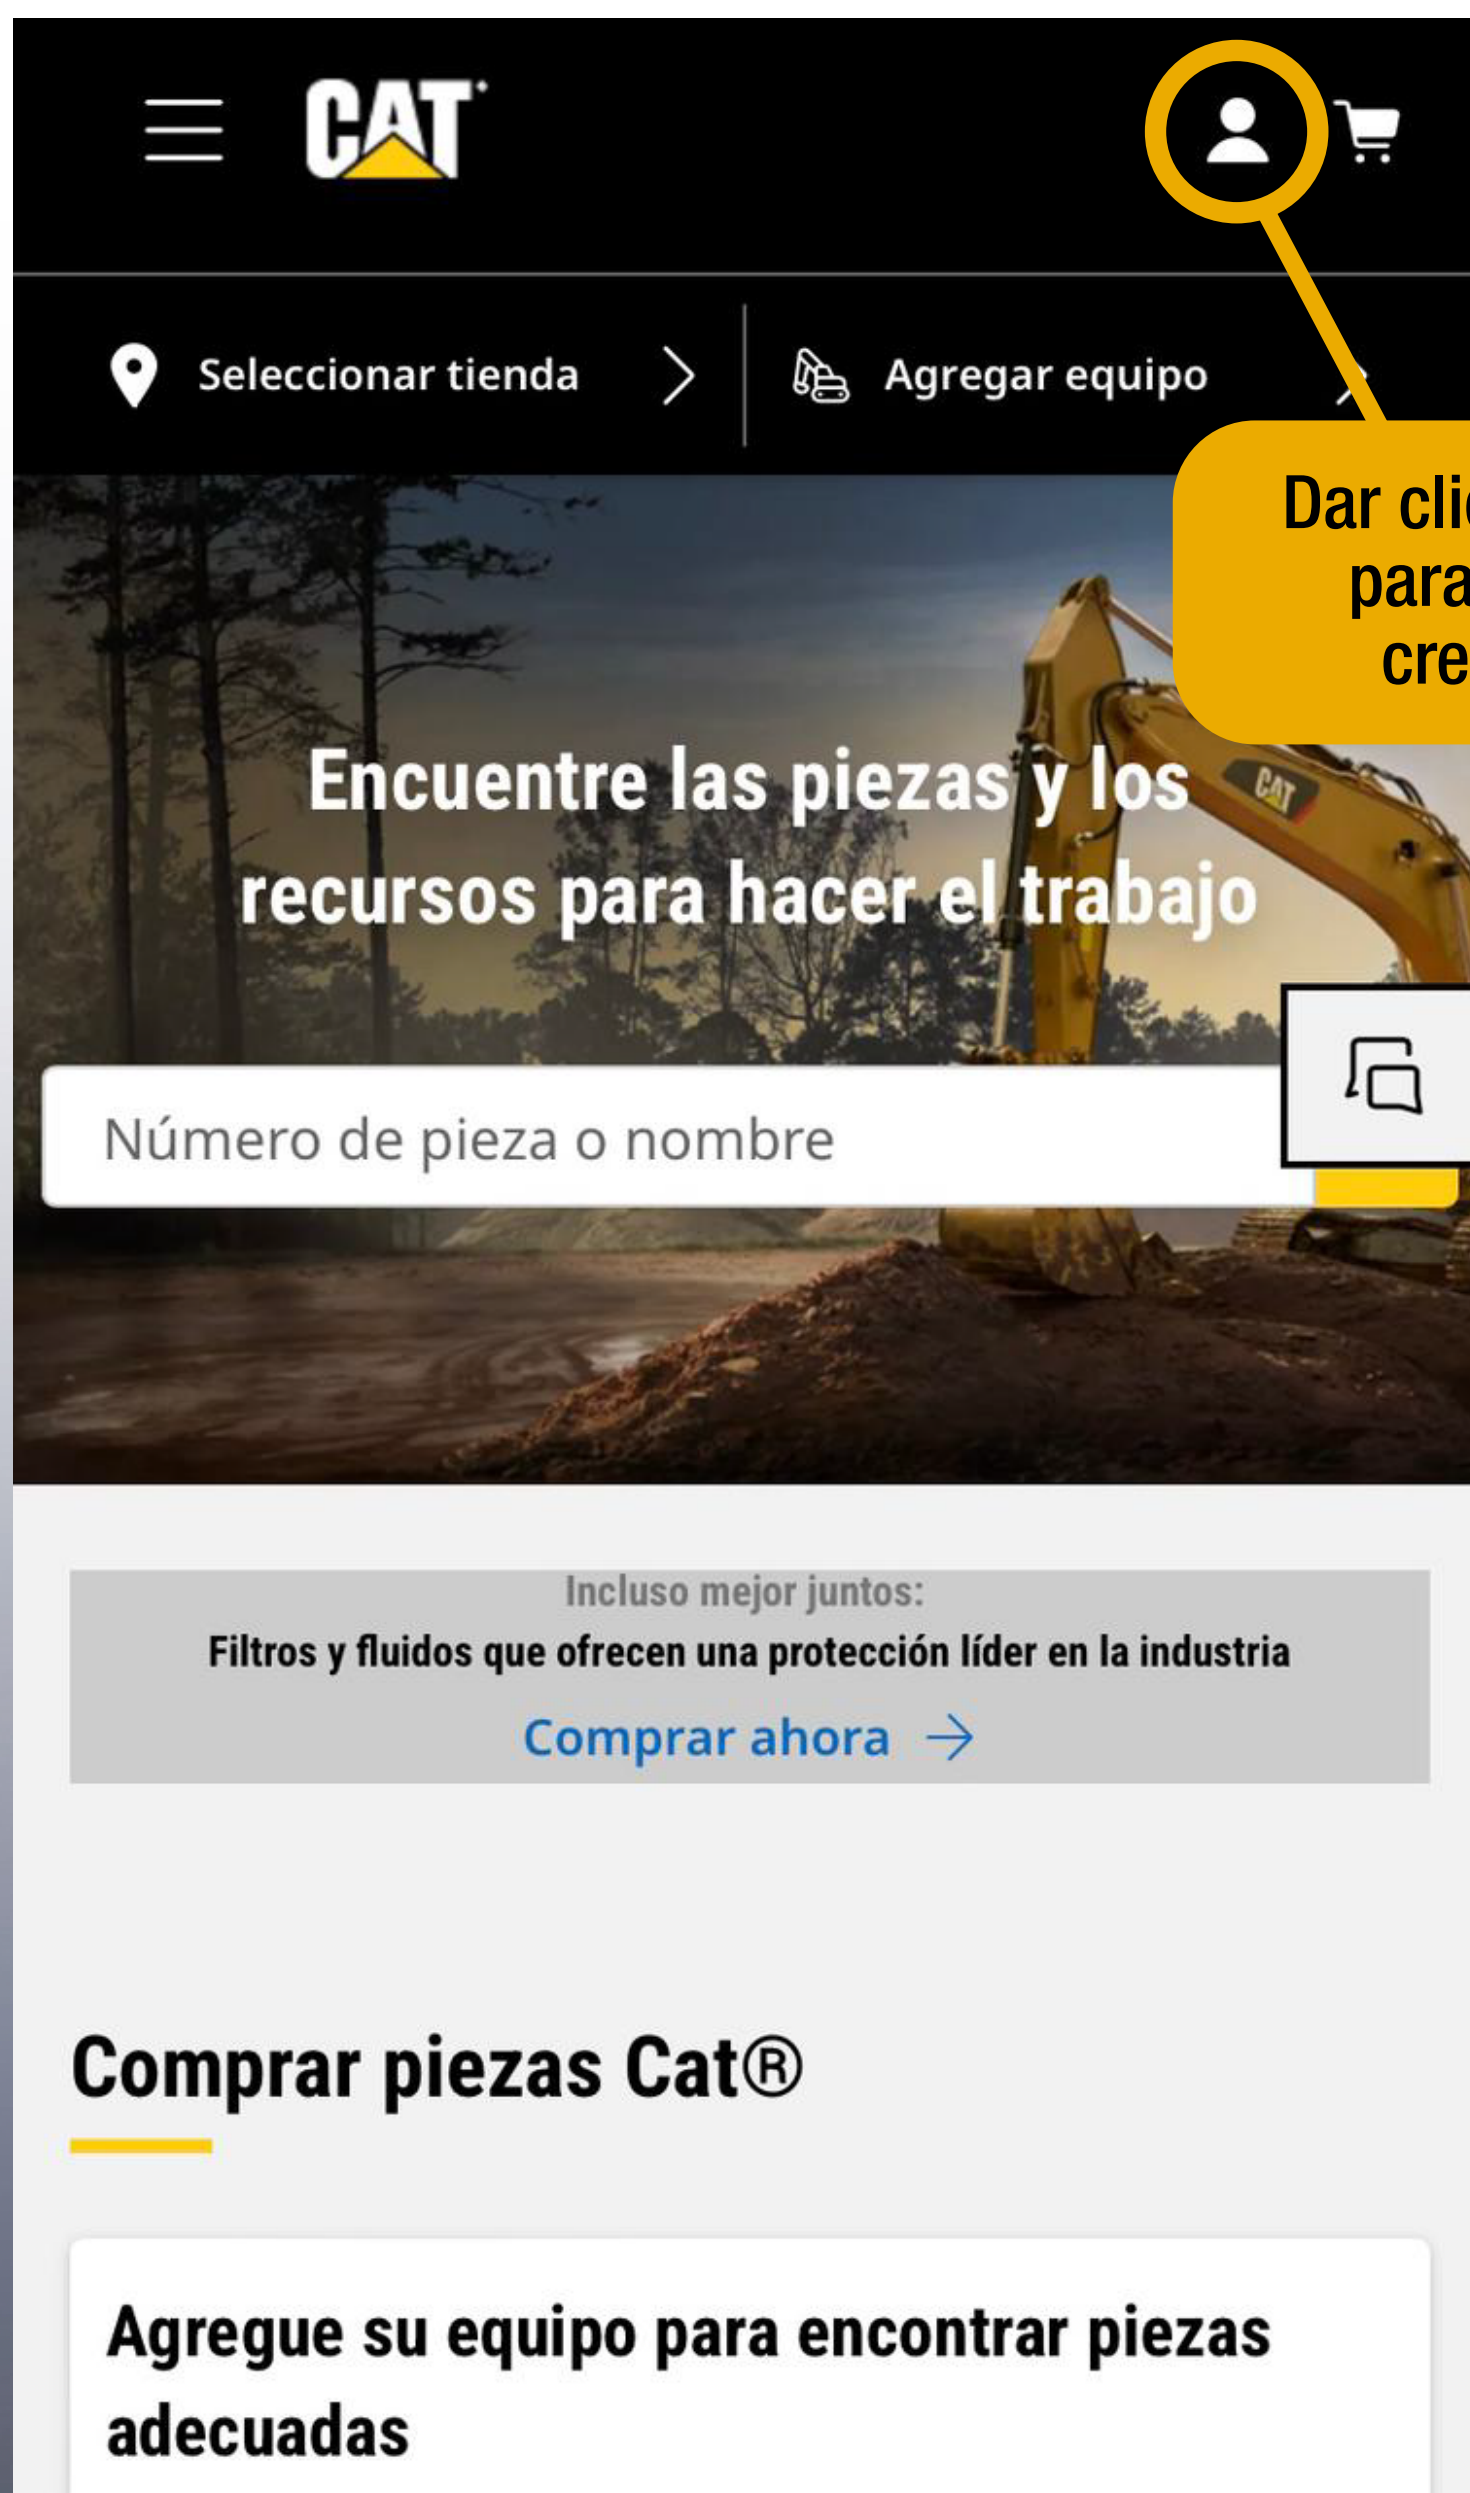 CAT
Seleccionar tienda
Agregar equipo
Dar
para
Encuentre las piezas y los
recursos para hacer el trabajo
CAT
Número de pieza o nombre
Incluso mejor juntos:
Filtros y fluidos que ofrecen una protección líder en la industria
Comprar ahora
Comprar piezas Cat®
Agregue su equipo para encontrar piezas
adecuadas